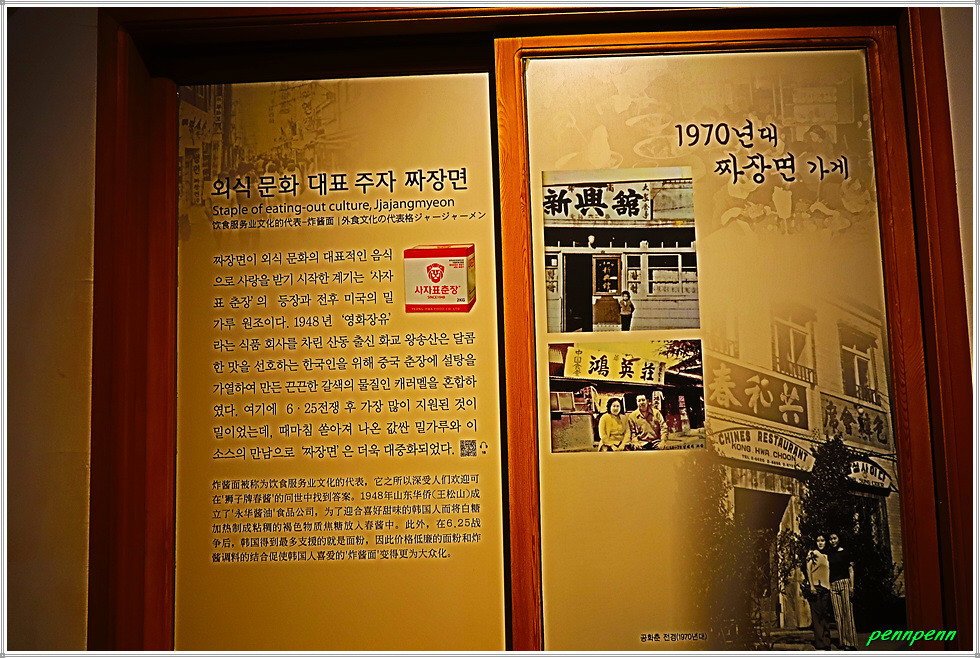 외식 문화 대표 주자 짜장면
Staple of eating-out culture, Jjajangmyeon
饮食服务业文化的代表-炸酱面 | 外食文化の代表格ジャージャーメン
짜장면이 외식 문화의 대표적인 음식
으로 사랑을 받기 시작한 계기는 '사자
표 춘장'의 등장과 전후 미국의 밀
가루 원조이다. 1948년 '영화장유'
라는 식품 회사를 차린 산동 출신 화교 왕송산은 달콤
한 맛을 선호하는 한국인을 위해 중국 춘장에 설탕을
가열하여 만든 끈끈한 갈색의 물질인 캐러멜을 혼합하
였다. 여기에 6·25전쟁 후 가장 많이 지원된 것이
밀이었는데, 때마침 쏟아져 나온 값싼 밀가루와 이
소스의 만남으로 '짜장면'은 더욱 대중화되었다.
사자표춘장
SINCE1948
2KG
炸酱面被称为饮食服务业文化的代表，它之所以深受人们欢迎可
在'狮子牌春酱'的问世中找到答案。1948年山东华侨(王松山)成
立了'永华酱油'食品公司，为了迎合喜好甜味的韩国人而将白糖
加热制成粘稠的褐色物质焦糖放入春酱中。此外，在6.25战
争后，韩国得到最多支援的就是面粉，因此价格低廉的面粉和炸
酱调料的结合促使韩国人喜爱的'炸酱面'变得更为大众化。
1970년대
짜장면 가게
新興館
鴻英莊
春和共
CHINES RESTAURANT
KONG HWA CHOON
공화춘 전경(1970년대)
pennpenn